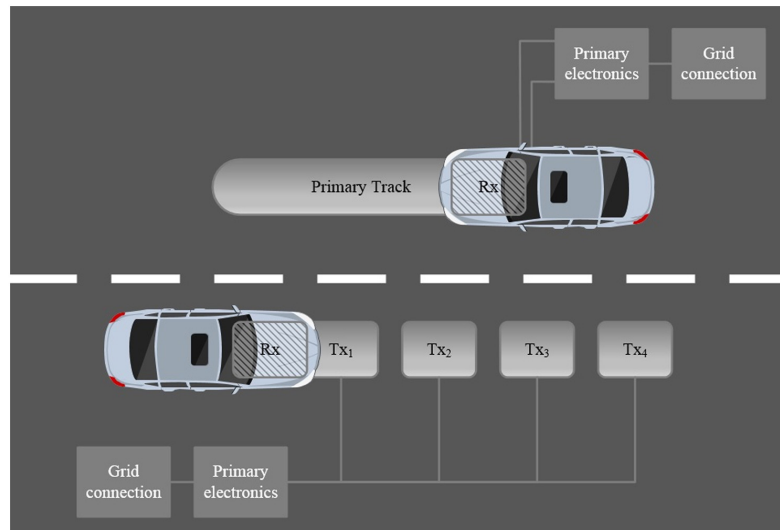 Primary
electronics
Grid
connection
Primary Track
Rx
Rx
Tx₁
Tx₂
Tx₃
Tx₄
Grid
connection
Primary
electronics